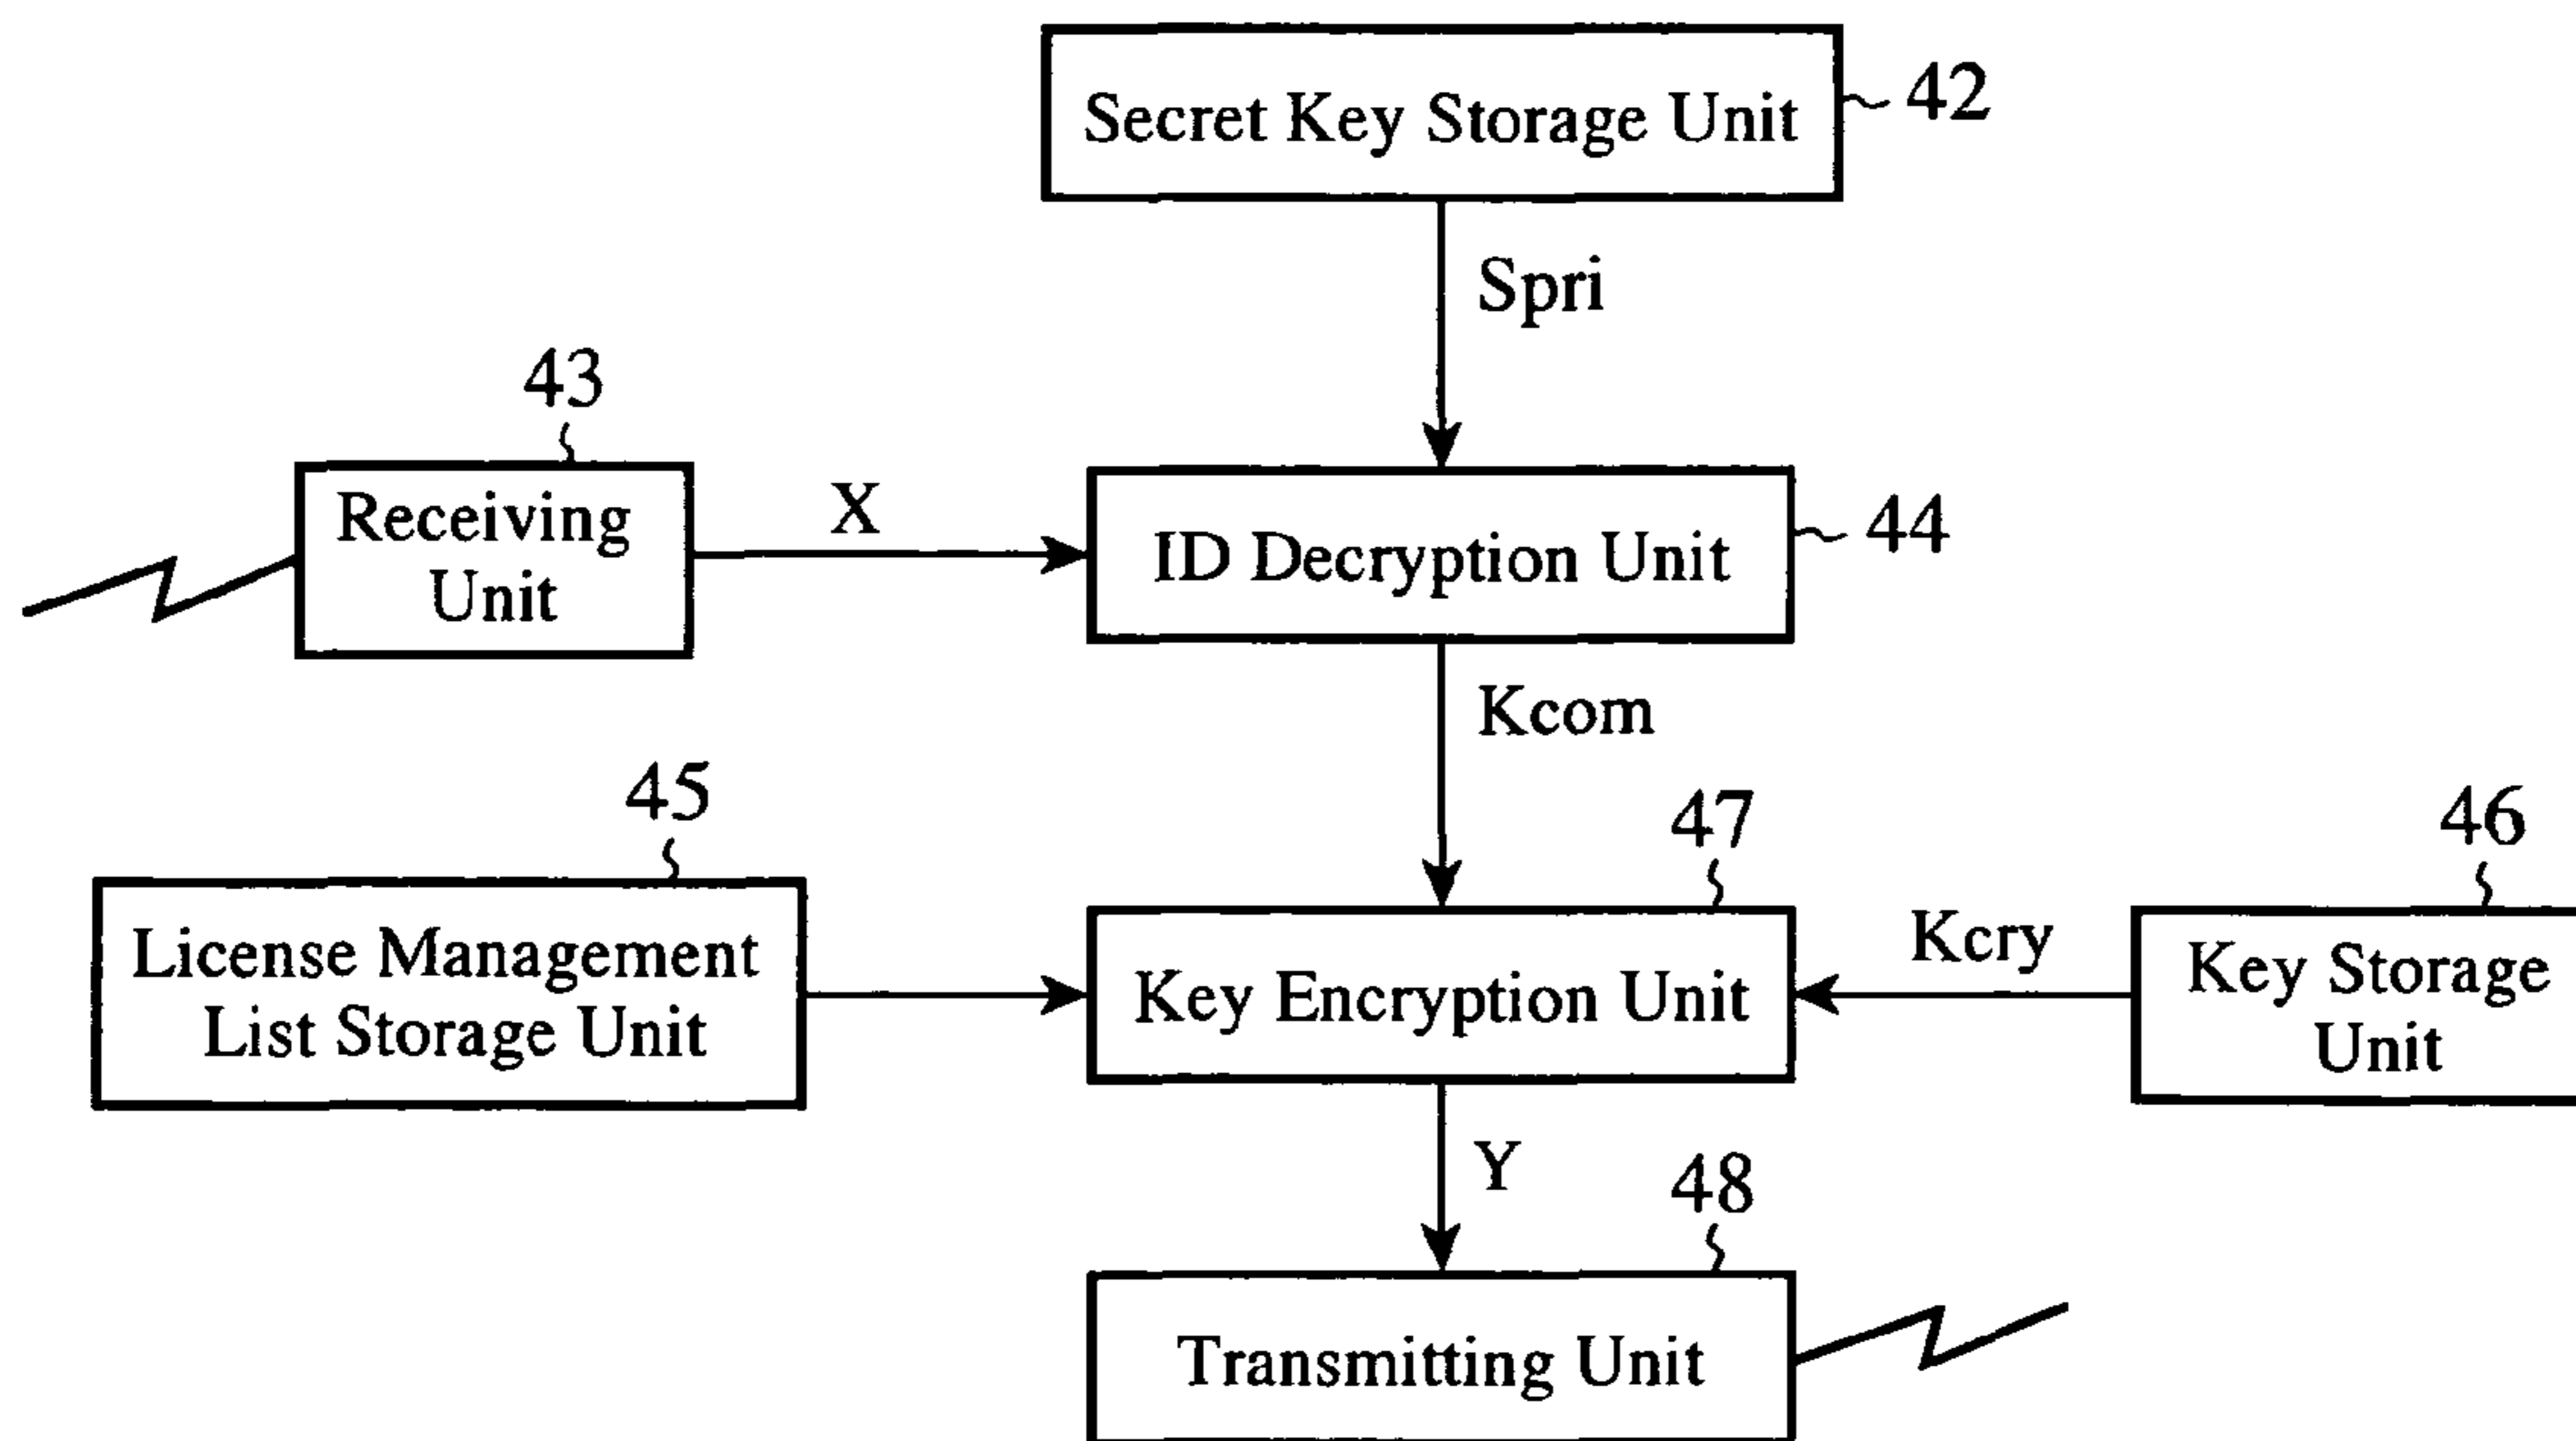 Secret Key Storage Unit
42
Spri
43
Receiving
Unit
X
ID Decryption Unit
44
Kcom
45
License Management
List Storage Unit
47
Key Encryption Unit
Kcry
46
Key Storage
Unit
Y
48
Transmitting Unit